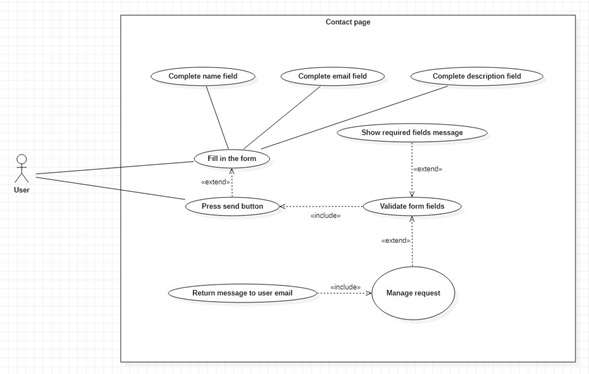 Contact page
Complete name field
Complete email field
Complete description field
Show required fields message
Fill in the form
«extend»
«extend»
User
Press send button
Validate form fields
«include»
«extend»
Return message to user email
«include»
Manage request